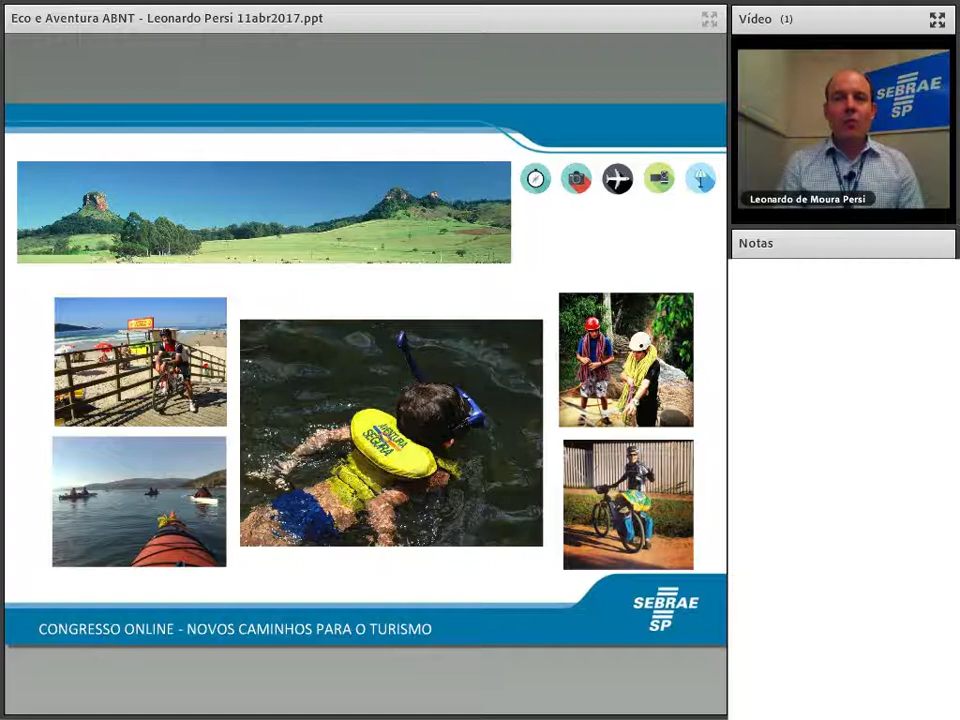 Eco e Aventura ABNT - Leonardo Persi 11abr2017.ppt
Vídeo (1)
SEBRAE
SP
Leonardo de Moura Persi
Notas
AVENTURA
SEGURA
SEBRAE
SP
CONGRESSO ONLINE - NOVOS CAMINHOS PARA O TURISMO